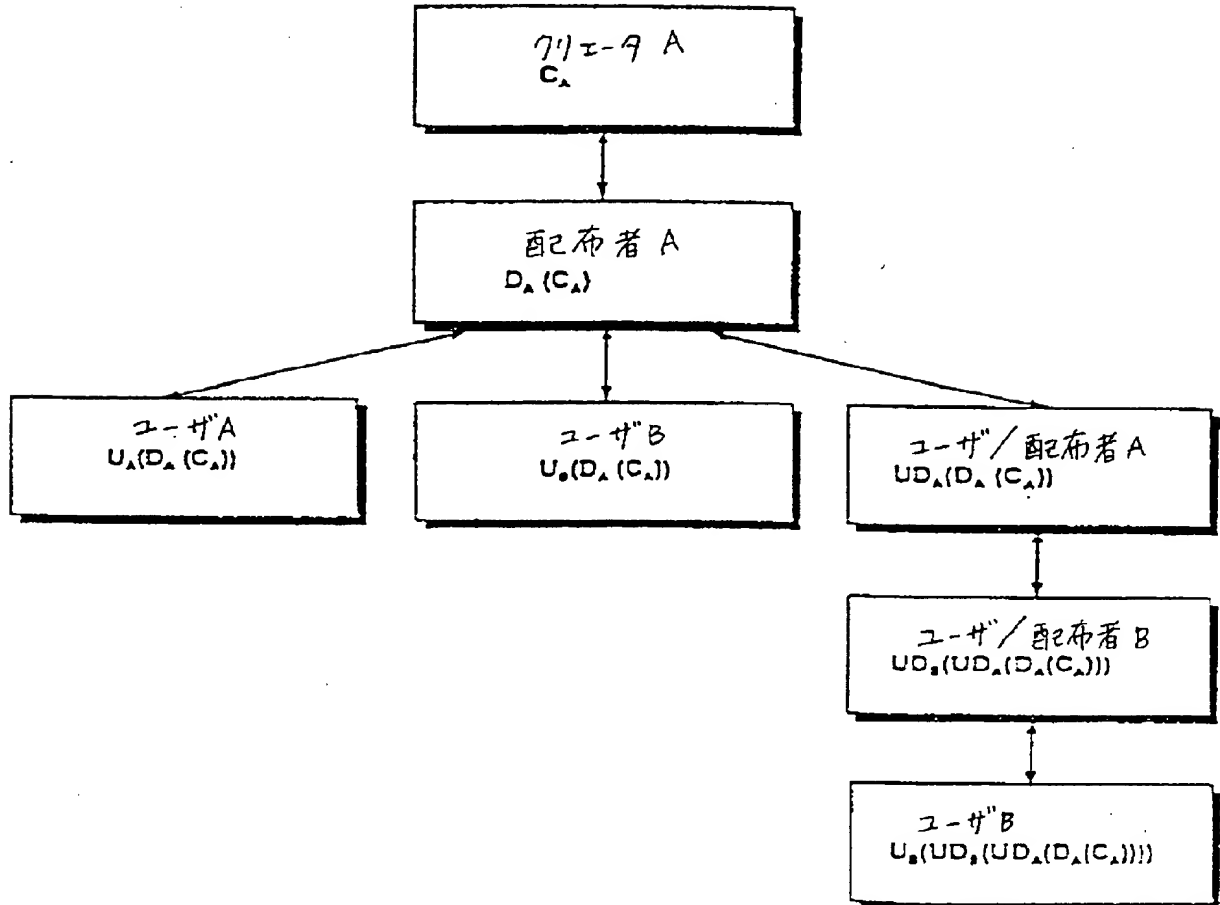 クリエータ A
C_A
配布者 A
D_A (C_A)
ユーザA
U_A(D_A (C_A))
ユーザ B
U_B(D_A (C_A))
ユーザ/配布者 A
UD_A(D_A (C_A))
ユーザ/配布者 B
UD_B(UD_A(D_A(C_A)))
ユーザB
U_B(UD_B(UD_A(D_A(C_A))))